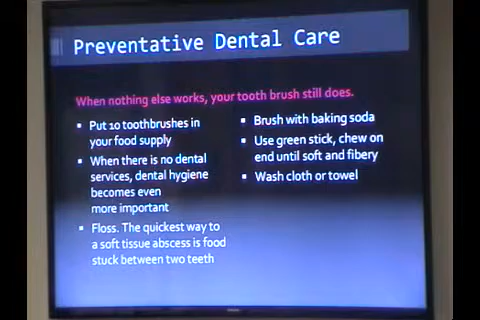 Preventative Dental Care
When nothing else works, your tooth brush still does.
▪ Put 10 toothbrushes in
your food supply
▪ When there is no dental
services, dental hygiene
becomes even
more important
▪ Floss. The quickest way to
a soft tissue abscess is food
stuck between two teeth
▪ Brush with baking soda
▪ Use green stick, chew on
end until soft and fibery
▪ Wash cloth or towel